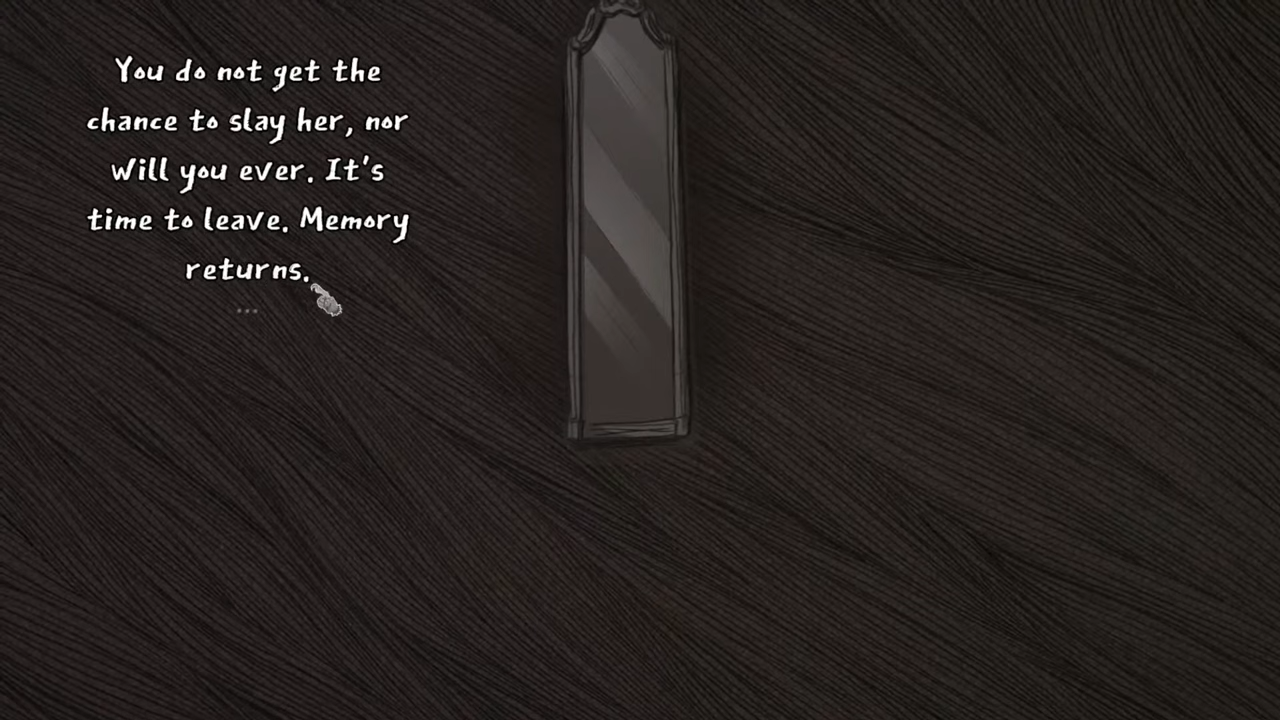 You do not get the
chance to slay her, nor
will you ever. It's
time to leave. Memory
returns.
...